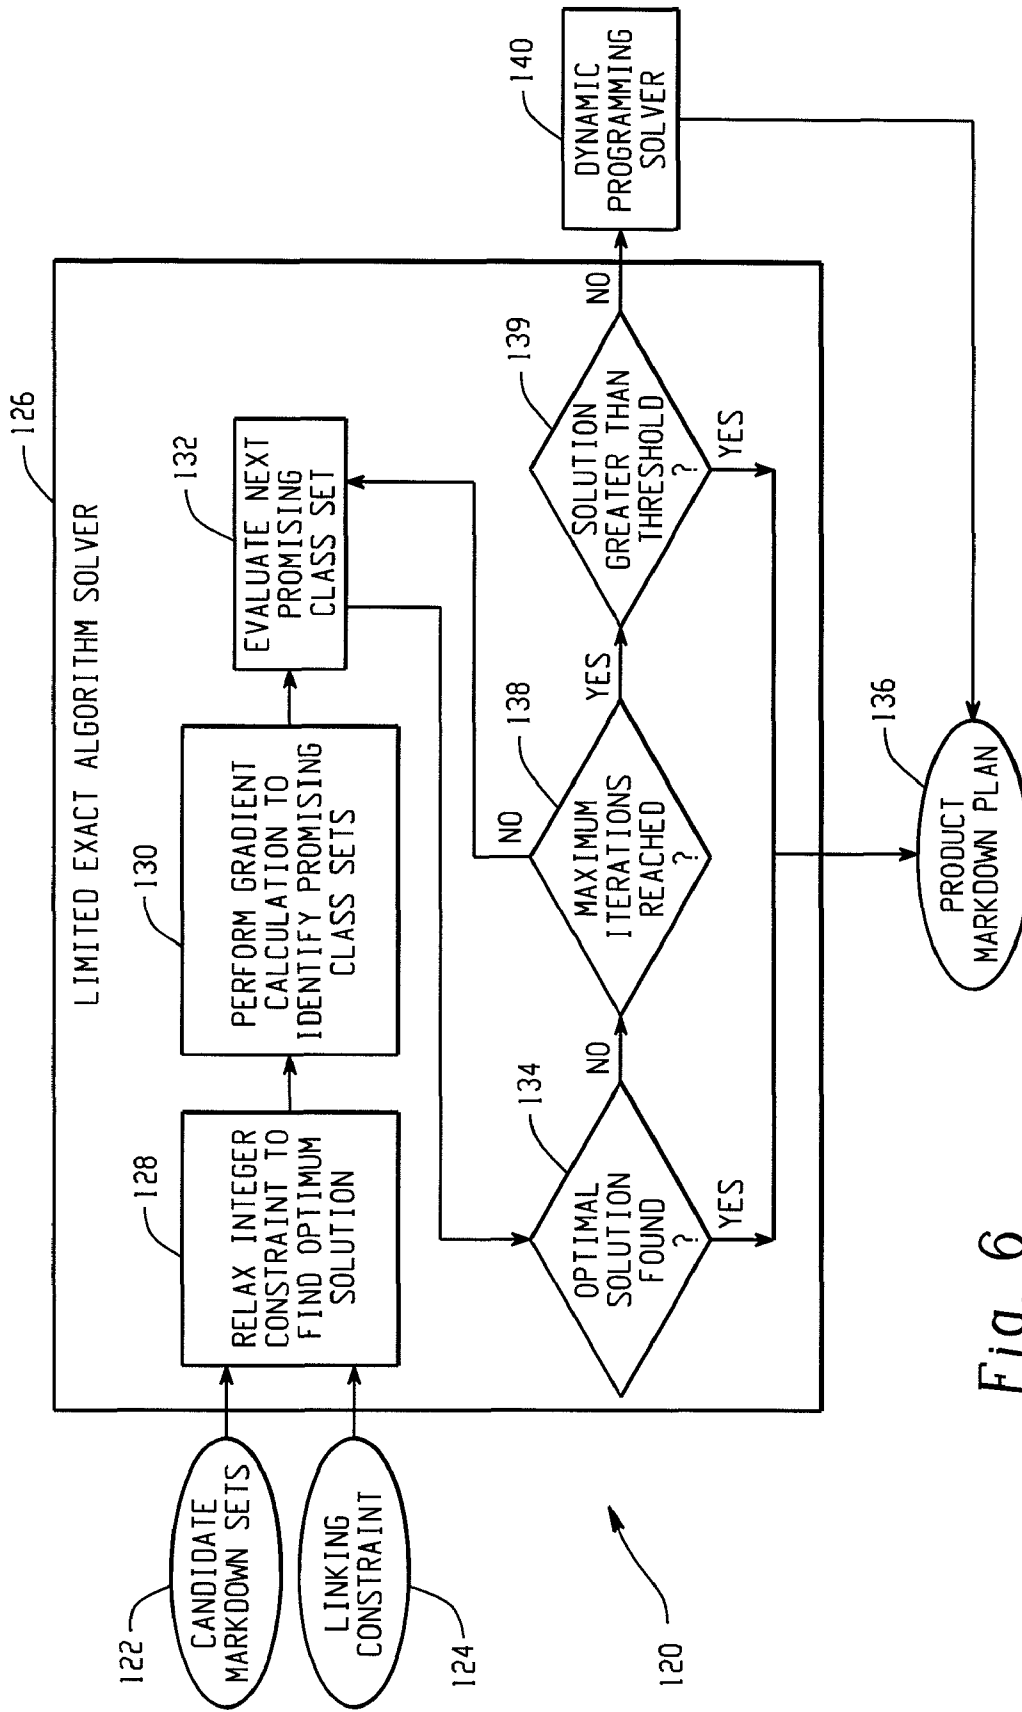 126
LIMITED EXACT ALGORITHM SOLVER
122
CANDIDATE
MARKDOWN SETS
LINKING
CONSTRAINT
124
128
RELAX INTEGER
CONSTRAINT TO
FIND OPTIMUM
SOLUTION
130
PERFORM GRADIENT
CALCULATION TO
IDENTIFY PROMISING
CLASS SETS
132
EVALUATE NEXT
PROMISING
CLASS SET
134
OPTIMAL
SOLUTION
FOUND
?
NO
YES
138
MAXIMUM
ITERATIONS
REACHED
?
NO
YES
139
SOLUTION
GREATER THAN
THRESHOLD
?
NO
YES
140
DYNAMIC
PROGRAMMING
SOLVER
136
PRODUCT
MARKDOWN PLAN
120
Fig. 6